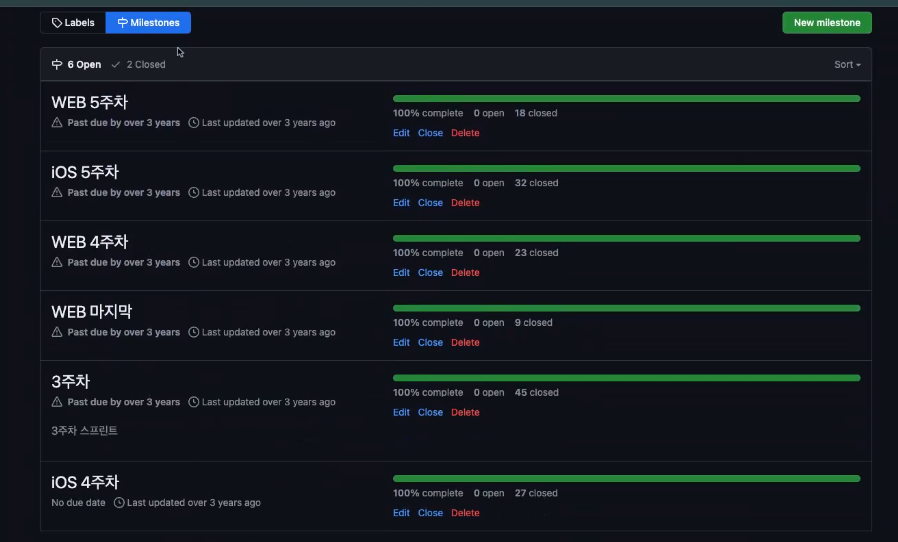 Labels Milestones New milestone
6 Open 2 Closed Sort
WEB 5주차
Past due by over 3 years Last updated over 3 years ago
100% complete 0 open 18 closed
Edit Close Delete
iOS 5주차
Past due by over 3 years Last updated over 3 years ago
100% complete 0 open 32 closed
Edit Close Delete
WEB 4주차
Past due by over 3 years Last updated over 3 years ago
100% complete 0 open 23 closed
Edit Close Delete
WEB 마지막
Past due by over 3 years Last updated over 3 years ago
100% complete 0 open 9 closed
Edit Close Delete
3주차
Past due by over 3 years Last updated over 3 years ago
3주차 스프린트
100% complete 0 open 45 closed
Edit Close Delete
iOS 4주차
No due date Last updated over 3 years ago
100% complete 0 open 27 closed
Edit Close Delete